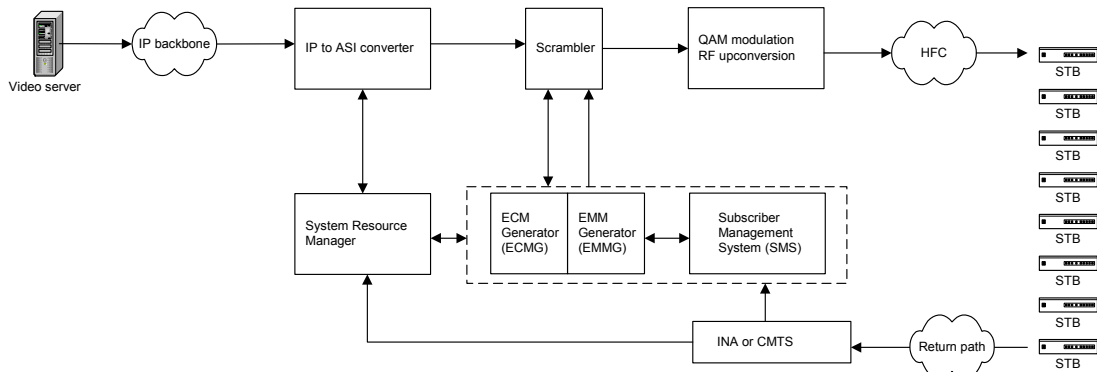 Video server
IP backbone
IP to ASI converter
Scrambler
QAM modulation
RF upconversion
HFC
STB
STB
STB
STB
STB
STB
STB
STB
System Resource
Manager
ECM
Generator
(ECMG)
EMM
Generator
(EMMG)
Subscriber
Management
System (SMS)
INA or CMTS
Return path